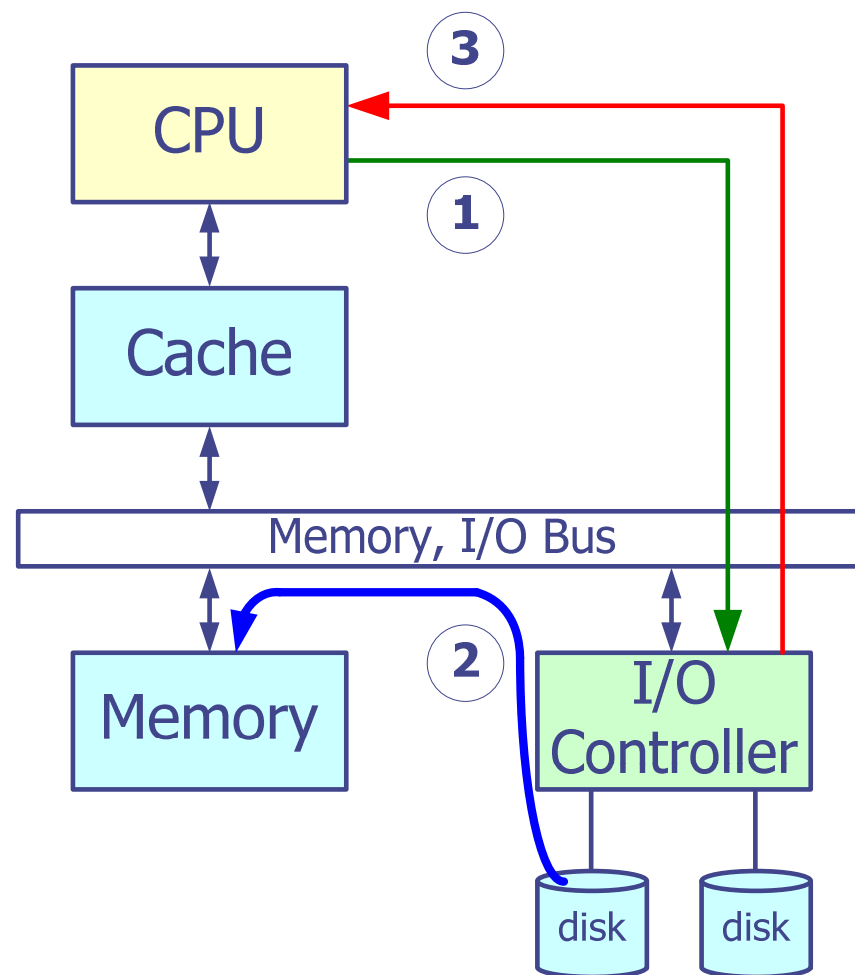 3
CPU
1
Cache
Memory, I/O Bus
2
Memory
I/O
Controller
disk
disk